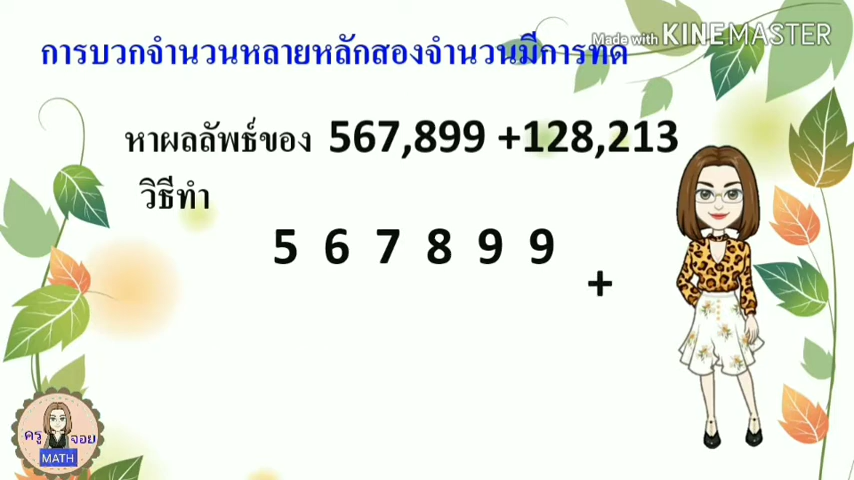 Made with KINEMASTER
การบวกจำนวนหลายหลักสองจำนวนมีการทด
หาผลลัพธ์ของ 567,899 +128,213
วิธีทำ
5 6 7 8 9 9
+
ครู จอย
MATH